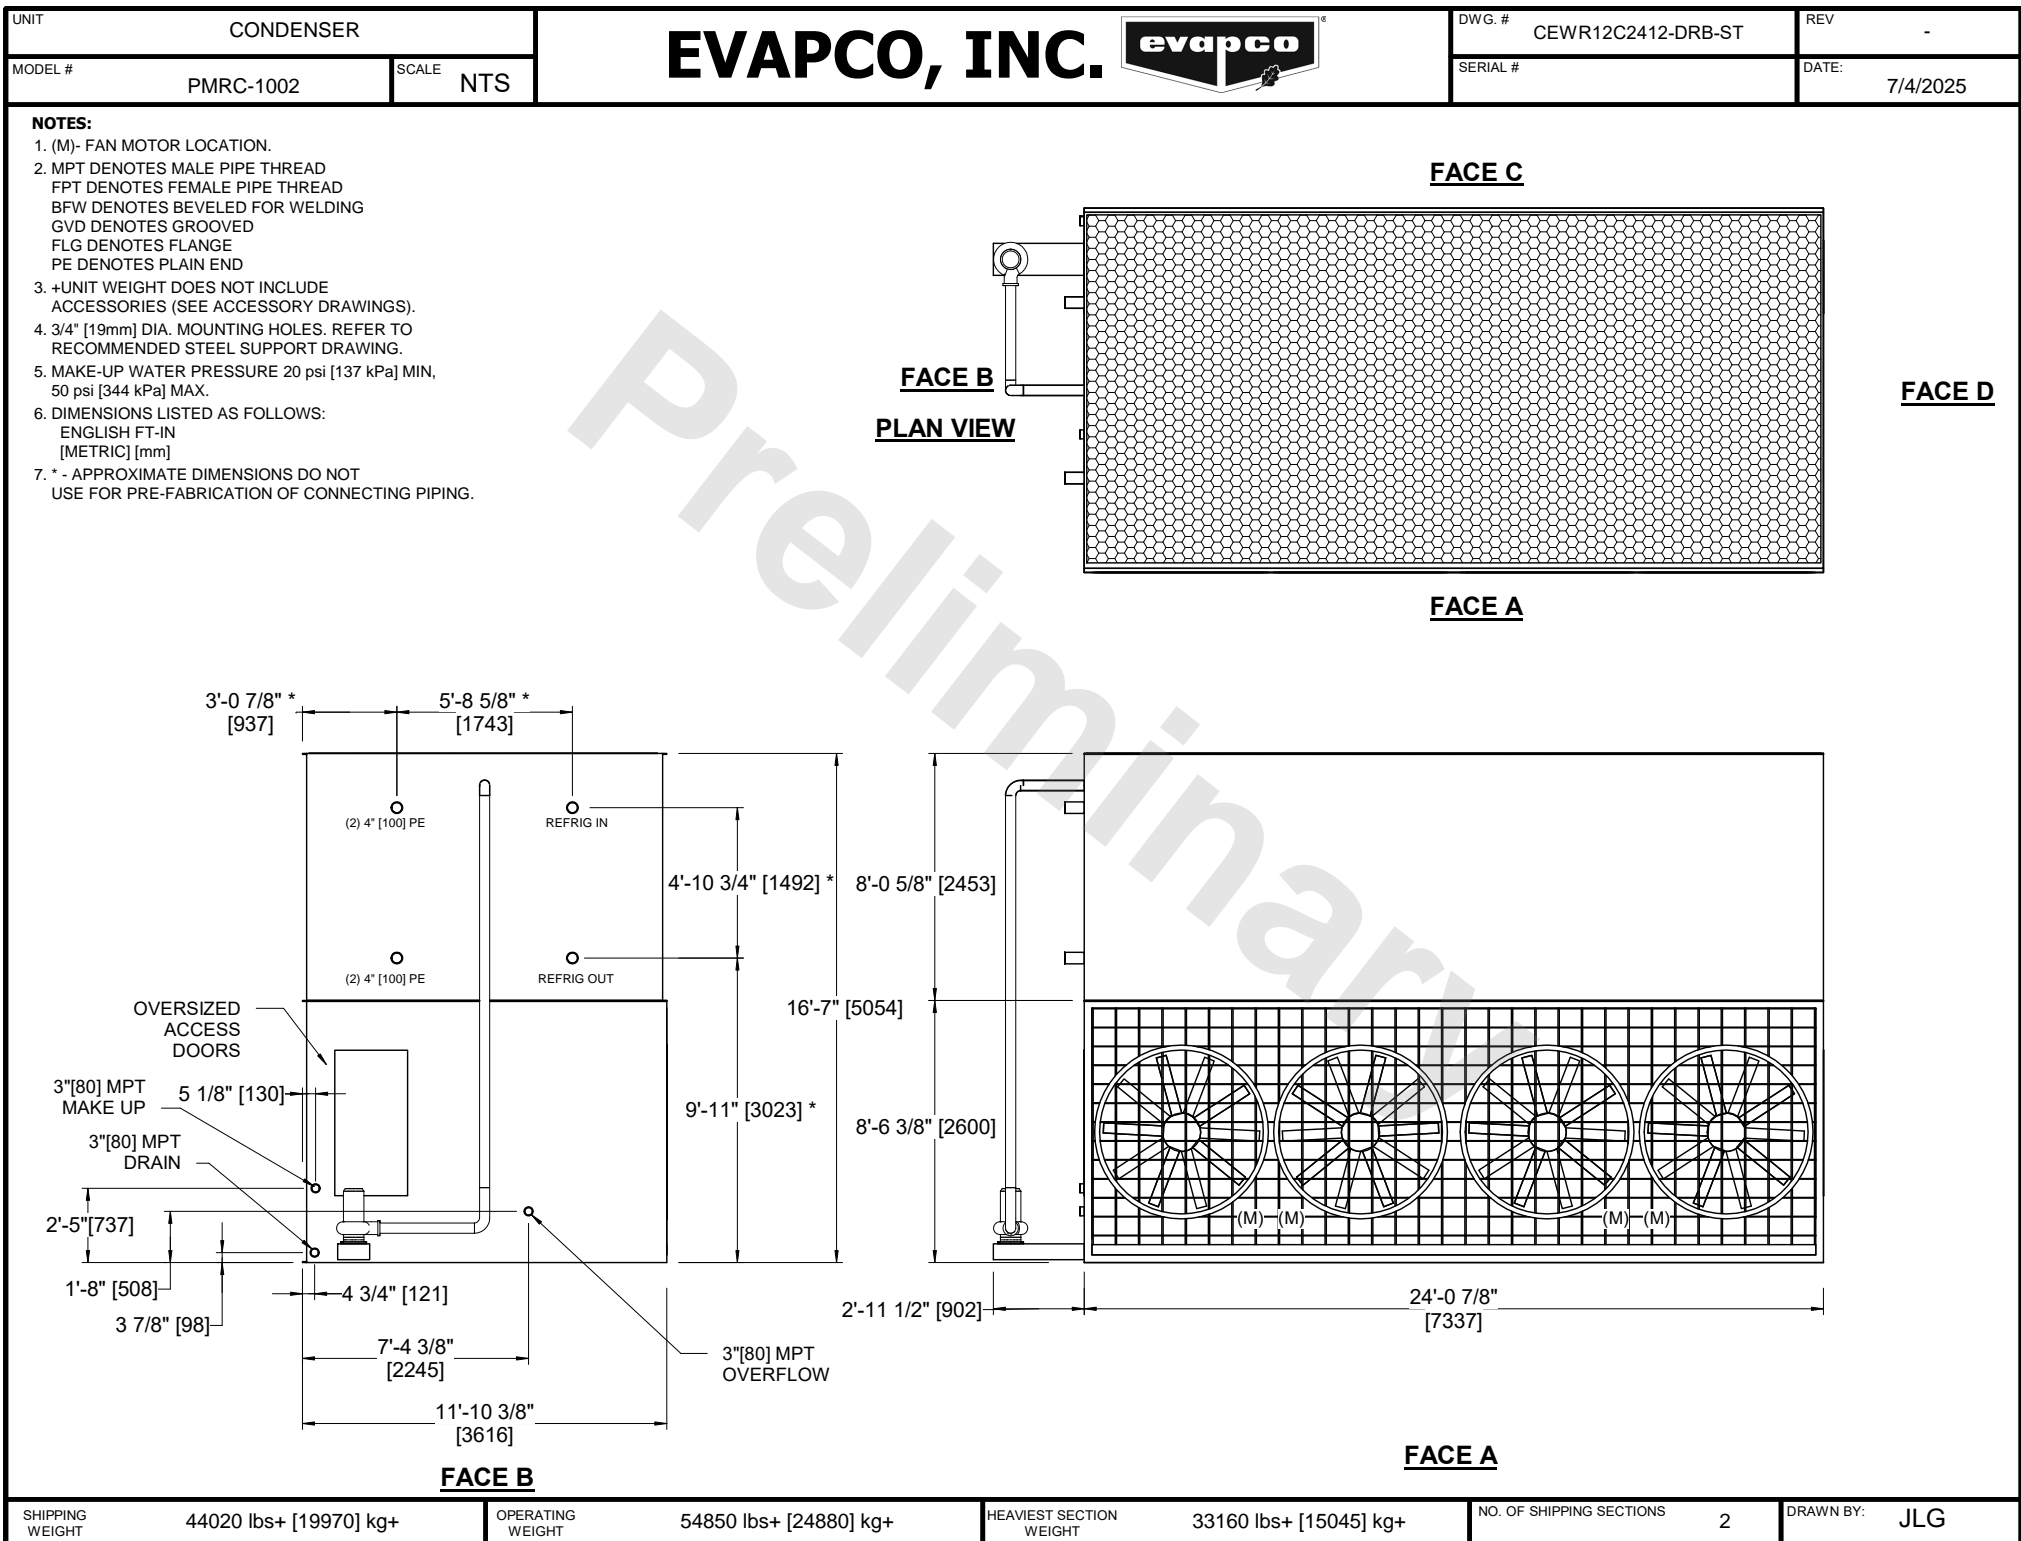 UNIT
CONDENSER
MODEL #
PMRC-1002
SCALE
NTS
EVAPCO, INC.
evapco
®
DWG. #
CEWR12C2412-DRB-ST
REV
-
SERIAL #
DATE:
7/4/2025
NOTES:
1. (M)- FAN MOTOR LOCATION.
2. MPT DENOTES MALE PIPE THREAD
FPT DENOTES FEMALE PIPE THREAD
BFW DENOTES BEVELED FOR WELDING
GVD DENOTES GROOVED
FLG DENOTES FLANGE
PE DENOTES PLAIN END
3. +UNIT WEIGHT DOES NOT INCLUDE
ACCESSORIES (SEE ACCESSORY DRAWINGS).
4. 3/4" [19mm] DIA. MOUNTING HOLES. REFER TO
RECOMMENDED STEEL SUPPORT DRAWING.
5. MAKE-UP WATER PRESSURE 20 psi [137 kPa] MIN,
50 psi [344 kPa] MAX.
6. DIMENSIONS LISTED AS FOLLOWS:
ENGLISH FT-IN
[METRIC] [mm]
7. * - APPROXIMATE DIMENSIONS DO NOT
USE FOR PRE-FABRICATION OF CONNECTING PIPING.
FACE C
FACE B
PLAN VIEW
FACE D
FACE A
Preliminary
3'-0 7/8" *
[937]
5'-8 5/8" *
[1743]
(2) 4" [100] PE
REFRIG IN
4'-10 3/4" [1492] *
8'-0 5/8" [2453]
(2) 4" [100] PE
REFRIG OUT
OVERSIZED
ACCESS
DOORS
16'-7" [5054]
3"[80] MPT
MAKE UP
5 1/8" [130]
9'-11" [3023] *
8'-6 3/8" [2600]
3"[80] MPT
DRAIN
2'-5"[737]
(M)
(M)
(M)
(M)
1'-8" [508]
4 3/4" [121]
3 7/8" [98]
2'-11 1/2" [902]
24'-0 7/8"
[7337]
7'-4 3/8"
[2245]
3"[80] MPT
OVERFLOW
11'-10 3/8"
[3616]
FACE B
FACE A
SHIPPING
WEIGHT
44020 lbs+ [19970] kg+
OPERATING
WEIGHT
54850 lbs+ [24880] kg+
HEAVIEST SECTION
WEIGHT
33160 lbs+ [15045] kg+
NO. OF SHIPPING SECTIONS
2
DRAWN BY:
JLG